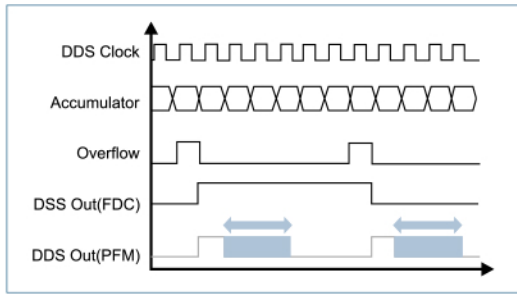 DDS Clock
Accumulator
Overflow
DSS Out(FDC)
DDS Out(PFM)